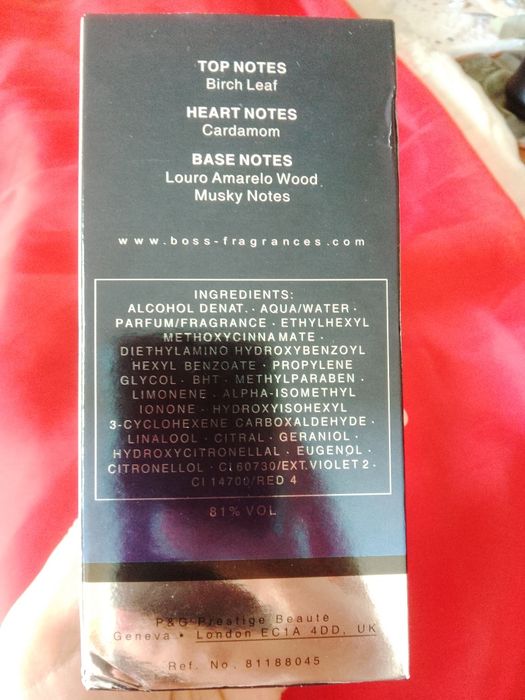 TOP NOTES
Birch Leaf
HEART NOTES
Cardamom
BASE NOTES
Louro Amarelo Wood
Musky Notes
www.boss-fragrances.com
INGREDIENTS:
ALCOHOL DENAT. · AQUA/WATER ·
PARFUM/FRAGRANCE · ETHYLHEXYL
METHOXYCINNAMATE ·
DIETHYLAMINO HYDROXYBENZOYL
HEXYL BENZOATE · PROPYLENE
GLYCOL · BHT · METHYLPARABEN ·
LIMONENE · ALPHA-ISOMETHYL
IONONE · HYDROXYISOHEXYL
3-CYCLOHEXENE CARBOXALDEHYDE ·
LINALOOL · CITRAL · GERANIOL ·
HYDROXYCITRONELLAL · EUGENOL ·
CITRONELLOL · CI 60730/EXT.VIOLET 2 ·
CI 14700/RED 4
81% VOL
P&G Prestige Beauté
Geneva • London EC1A 4DD, UK
Ref. No. 81188045